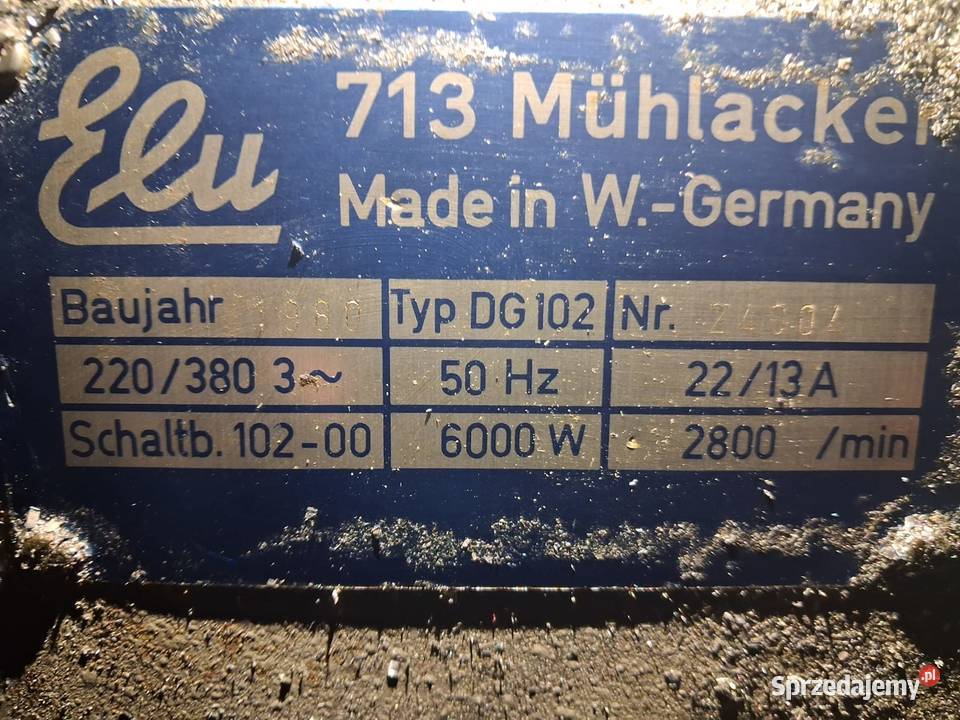 Elu
713 Mühlacker
Made in W.-Germany
Baujahr Typ DG 102 Nr.
220/380 3~ 50 Hz 22/13 A
Schaltb. 102-00 6000 W 2800 /min
Sprzedajemy.pl